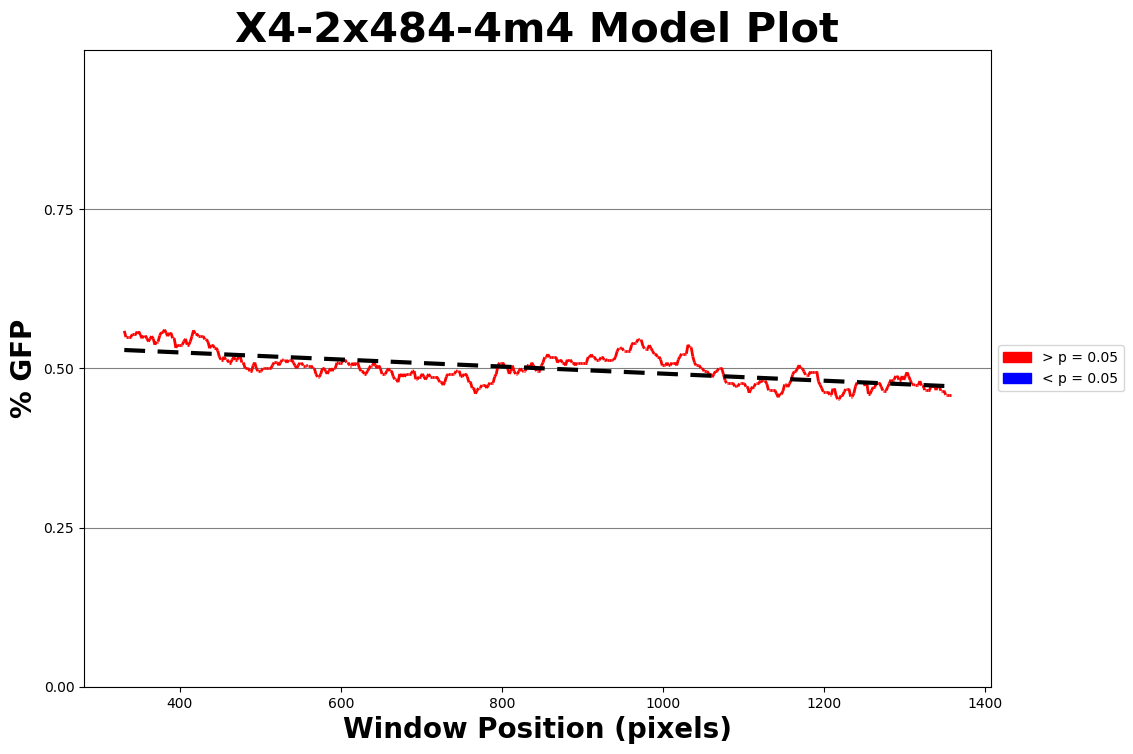 X4-2x484-4m4 Model Plot
% GFP
0.75
0.50
0.25
0.00
400 600 800 1000 1200 1400
Window Position (pixels)
> p = 0.05
< p = 0.05